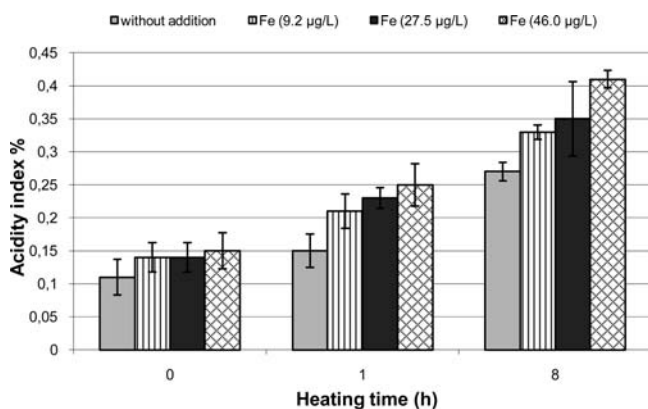 without addition Fe (9.2 µg/L) Fe (27.5 µg/L) Fe (46.0 µg/L)
0,45
0,4
0,35
0,3
0,25
0,2
0,15
0,1
0,05
0
Acidity index %
0 1 8
Heating time (h)